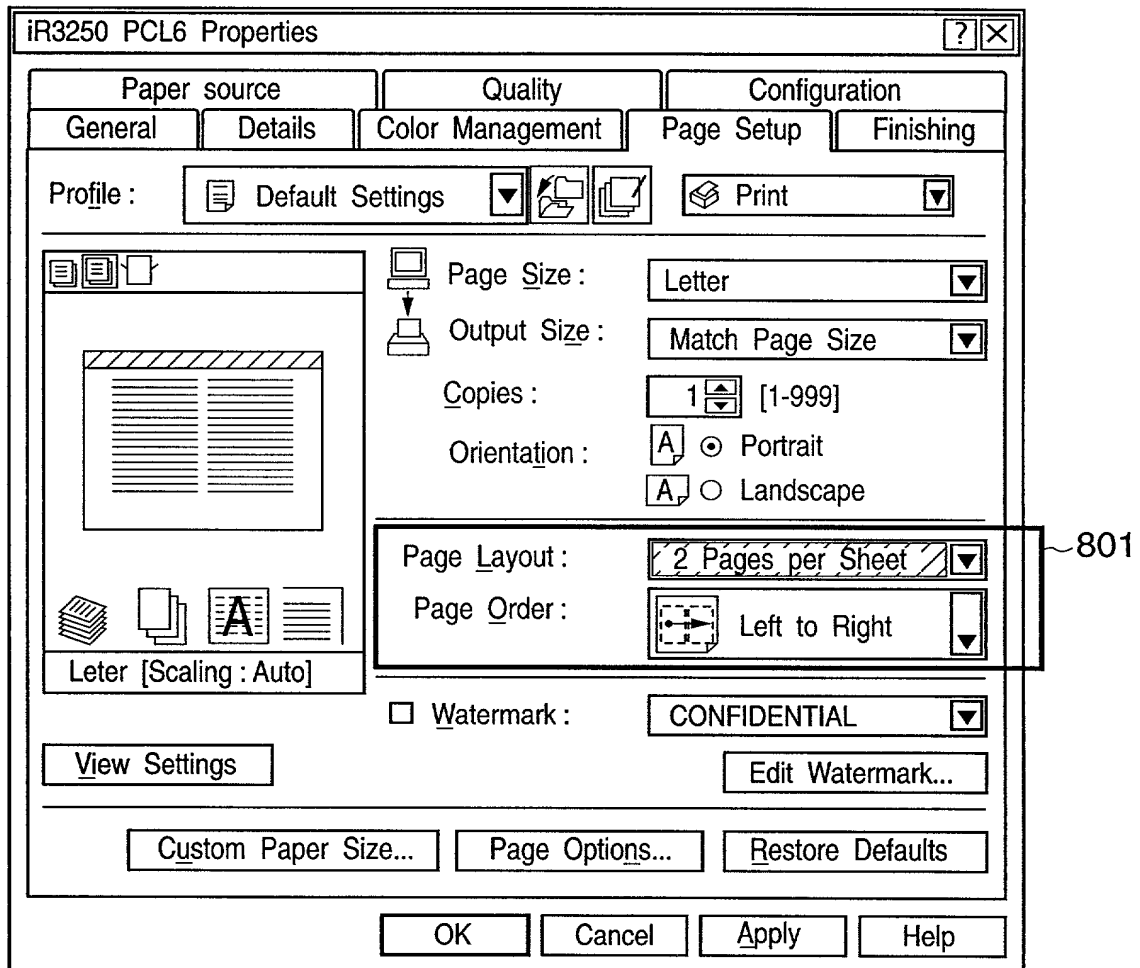 iR3250 PCL6 Properties ?
Paper source Quality Configuration
General Details Color Management Page Setup Finishing
Profile : Default Settings Print
Page Size : Letter
Output Size : Match Page Size
Copies : 1 [1-999]
Orientation : A Portrait
A Landscape
Page Layout : 2 Pages per Sheet 801
Page Order : Left to Right
A
Leter [Scaling : Auto]
Watermark : CONFIDENTIAL
View Settings Edit Watermark...
Custom Paper Size... Page Options... Restore Defaults
OK Cancel Apply Help